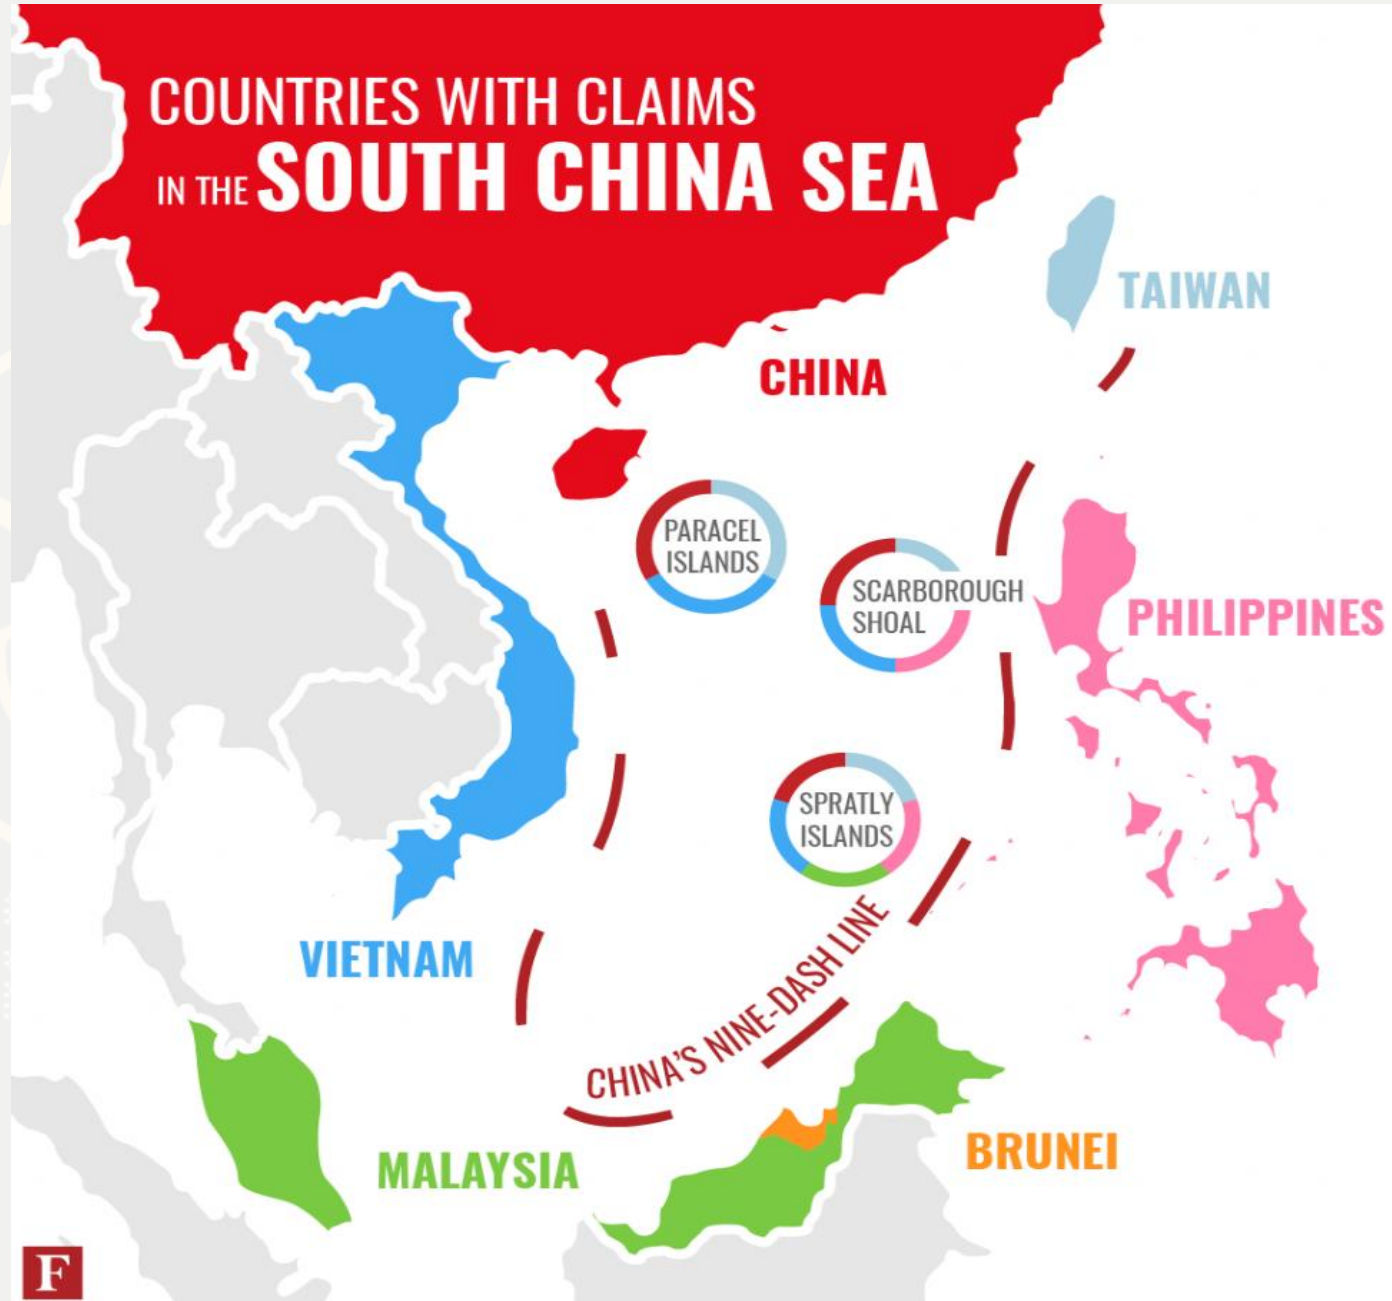 COUNTRIES WITH CLAIMS
IN THE SOUTH CHINA SEA
TAIWAN
CHINA
PARACEL
ISLANDS
SCARBOROUGH
SHOAL
PHILIPPINES
SPRATLY
ISLANDS
VIETNAM
CHINA'S NINE-DASH LINE
MALAYSIA
BRUNEI
F